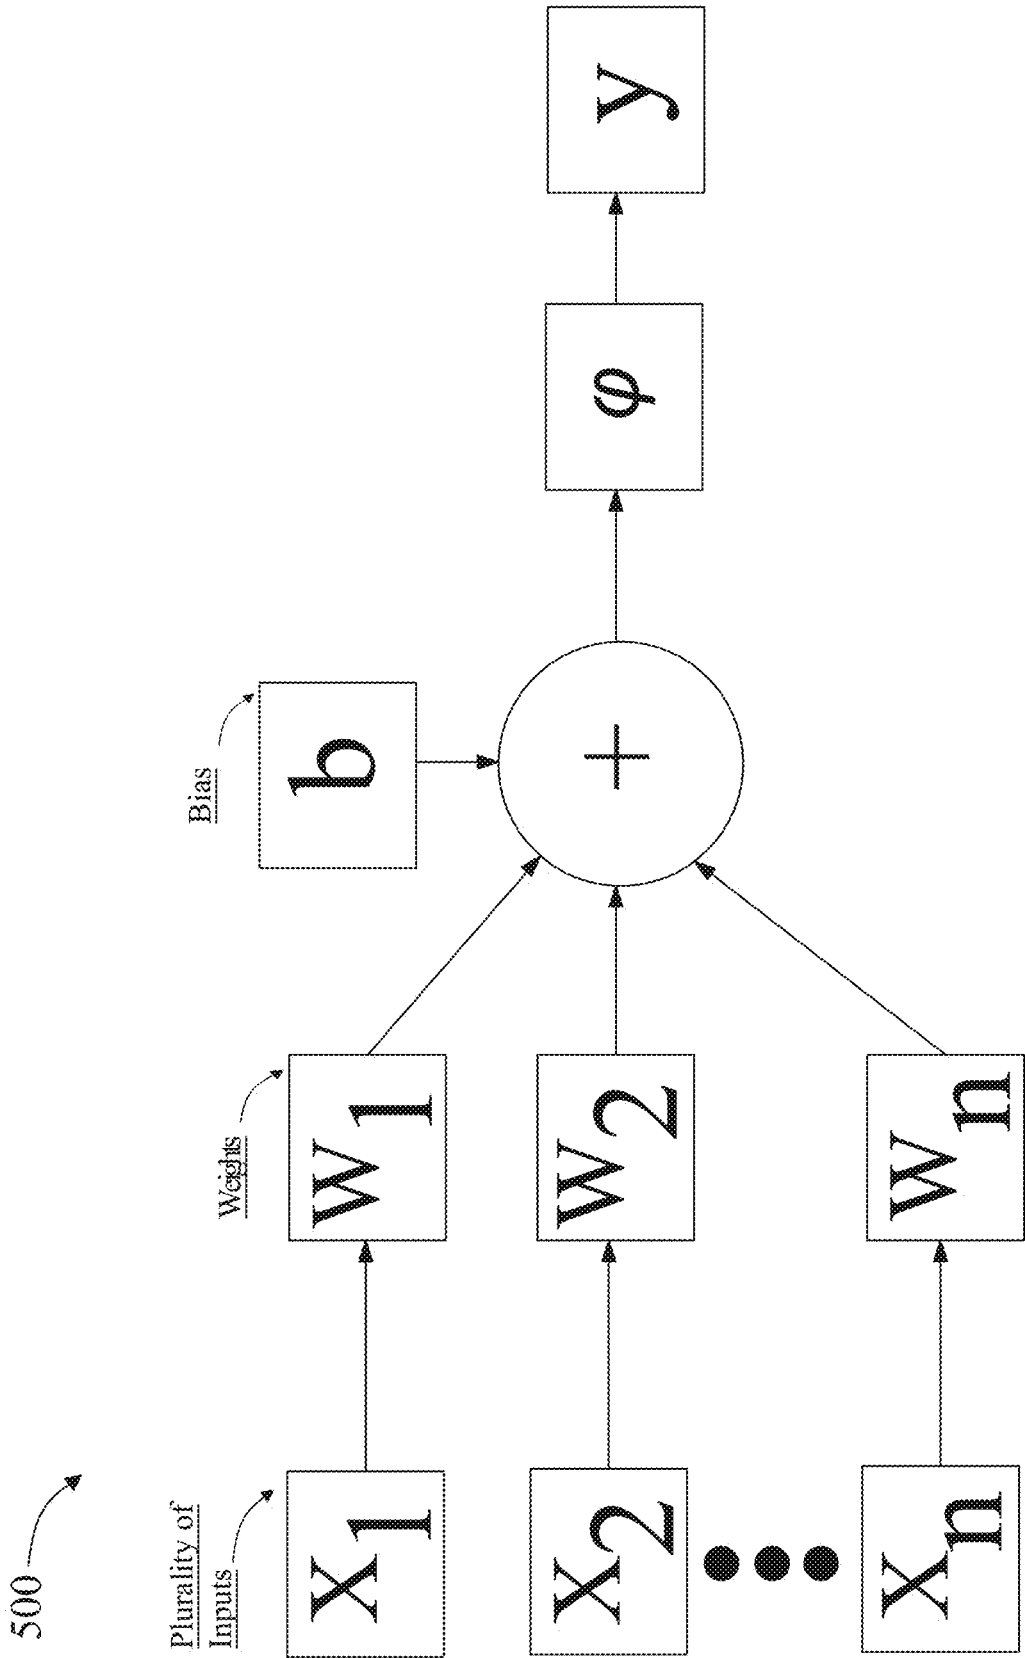 500
Plurality of
Inputs
Weights
Bias
X1
W1
b
X2
W2
+
φ
y
Xn
Wn